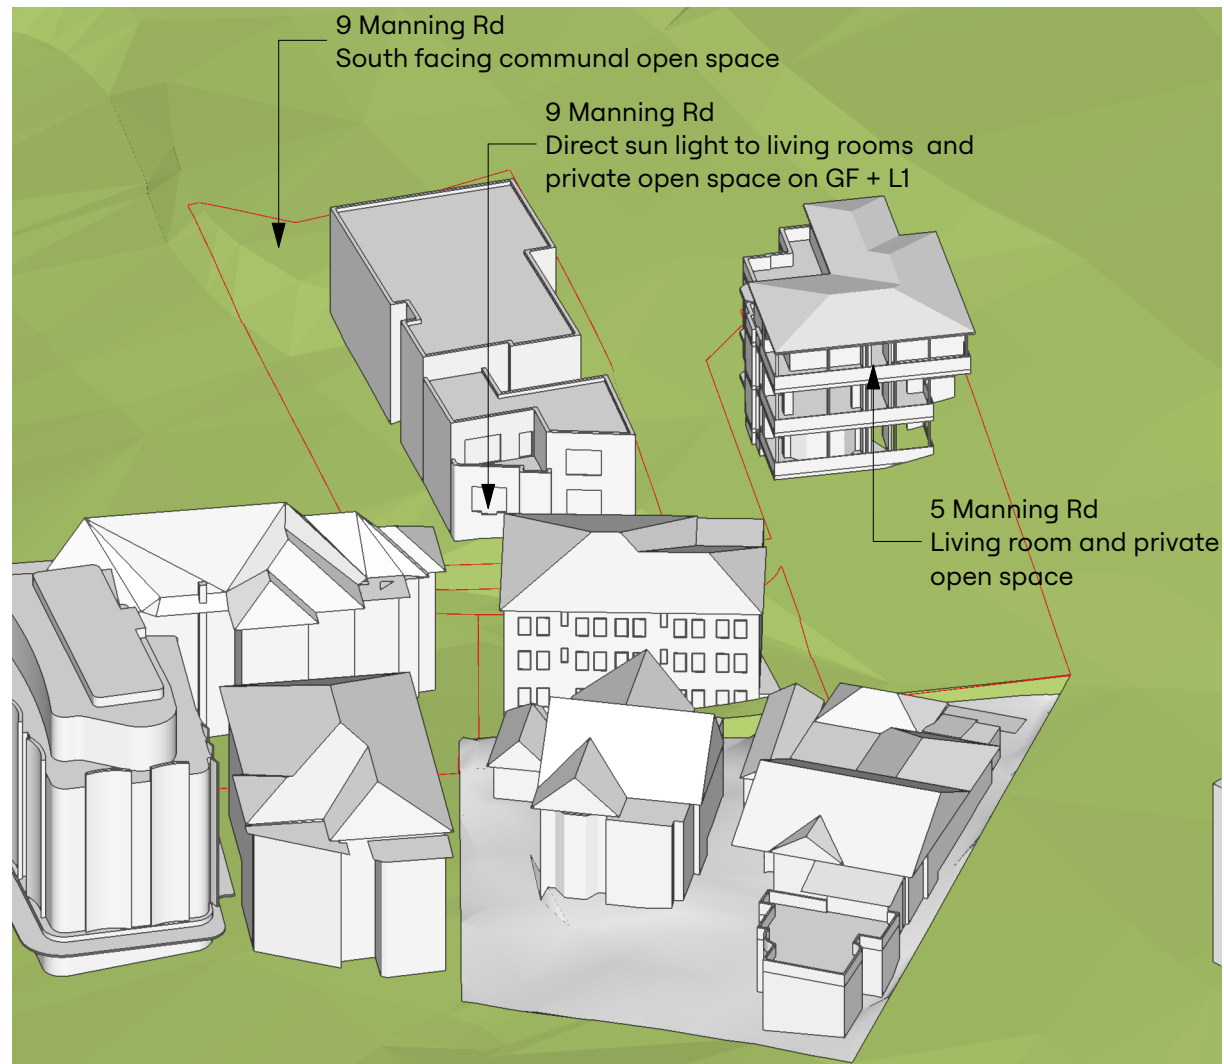 9 Manning Rd
South facing communal open space
9 Manning Rd
Direct sun light to living rooms and
private open space on GF + L1
5 Manning Rd
Living room and private
open space